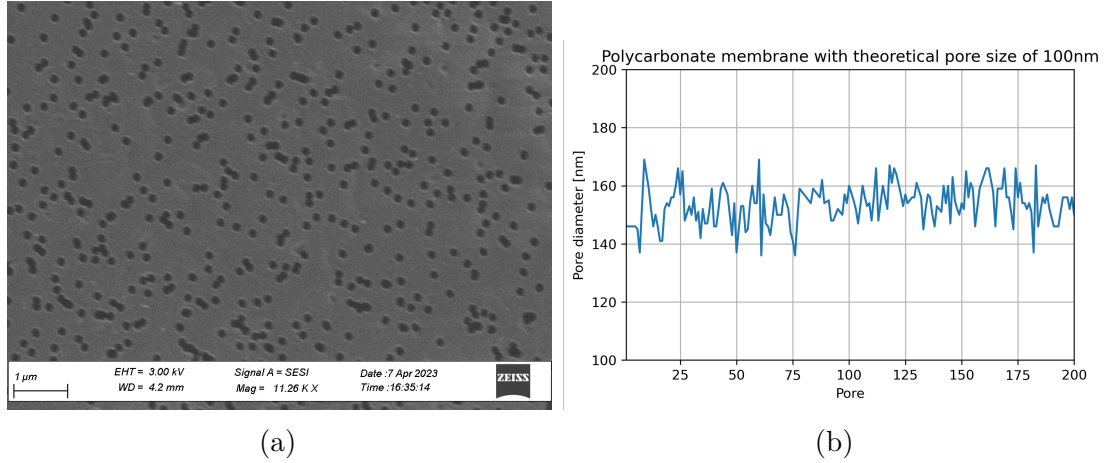 1 µm
EHT = 3.00 kV
Signal A = SESI
Date :7 Apr 2023
WD = 4.2 mm
Mag = 11.26 K X
Time :16:35:14
ZEISS
(a)
Polycarbonate membrane with theoretical pore size of 100nm
200
180
160
140
120
100
Pore diameter [nm]
25 50 75 100 125 150 175 200
Pore
(b)